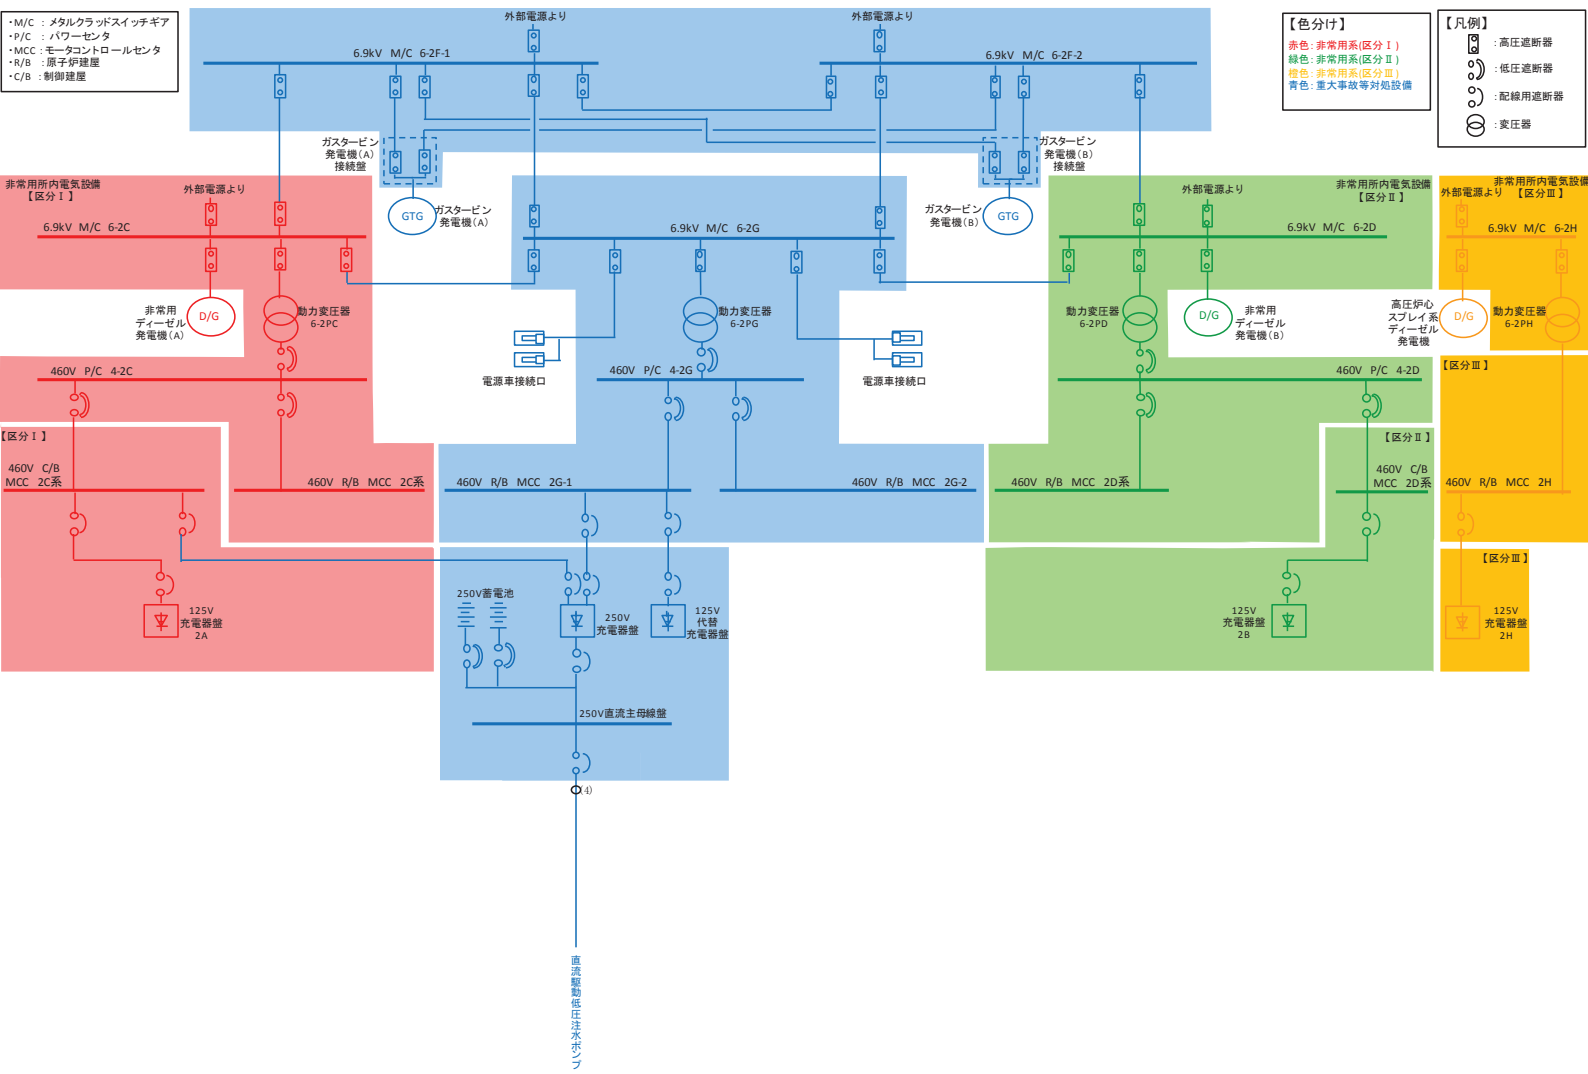 ・M/C ：メタルクラッドスイッチギア
・P/C ：パワーセンタ
・MCC：モータコントロールセンタ
・R/B ：原子炉建屋
・C/B ：制御建屋
外部電源より
外部電源より
6.9kV M/C 6-2F-1
6.9kV M/C 6-2F-2
【色分け】
赤色：非常用系(区分Ⅰ)
緑色：非常用系(区分Ⅱ)
橙色：非常用系(区分Ⅲ)
青色：重大事故等対処設備
【凡例】
：高圧遮断器
：低圧遮断器
：配線用遮断器
：変圧器
ガスタービン
発電機(A)
接続盤
ガスタービン
発電機(B)
接続盤
非常用所内電気設備
【区分Ⅰ】
外部電源より
6.9kV M/C 6-2C
GTG
ガスタービン
発電機(A)
6.9kV M/C 6-2G
ガスタービン
発電機(B)
GTG
外部電源より
非常用所内電気設備
【区分Ⅱ】
6.9kV M/C 6-2D
非常用所内電気設備
外部電源より
【区分Ⅲ】
6.9kV M/C 6-2H
非常用
ディーゼル
発電機(A)
D/G
動力変圧器
6-2PC
動力変圧器
6-2PG
動力変圧器
6-2PD
D/G
非常用
ディーゼル
発電機(B)
高圧炉心
スプレイ系
ディーゼル
発電機
D/G
動力変圧器
6-2PH
460V P/C 4-2C
電源車接続口
460V P/C 4-2G
電源車接続口
460V P/C 4-2D
【区分Ⅲ】
【区分Ⅰ】
460V C/B
MCC 2C系
460V R/B MCC 2C系
460V R/B MCC 2G-1
460V R/B MCC 2G-2
460V R/B MCC 2D系
【区分Ⅱ】
460V C/B
MCC 2D系
460V R/B MCC 2H
【区分Ⅲ】
125V
充電器盤
2A
250V蓄電池
250V
充電器盤
125V
代替
充電器盤
125V
充電器盤
2B
125V
充電器盤
2H
250V直流主母線盤
(4)
直流駆動低圧注水ポンプ